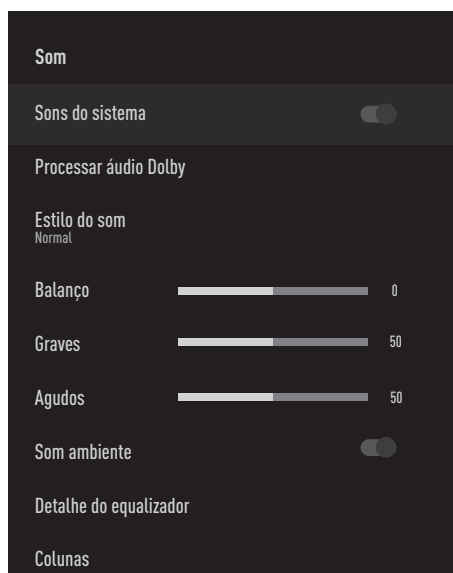 Som
Sons do sistema
Processar áudio Dolby
Estilo do som
Normal
Balanço 0
Graves 50
Agudos 50
Som ambiente
Detalhe do equalizador
Colunas